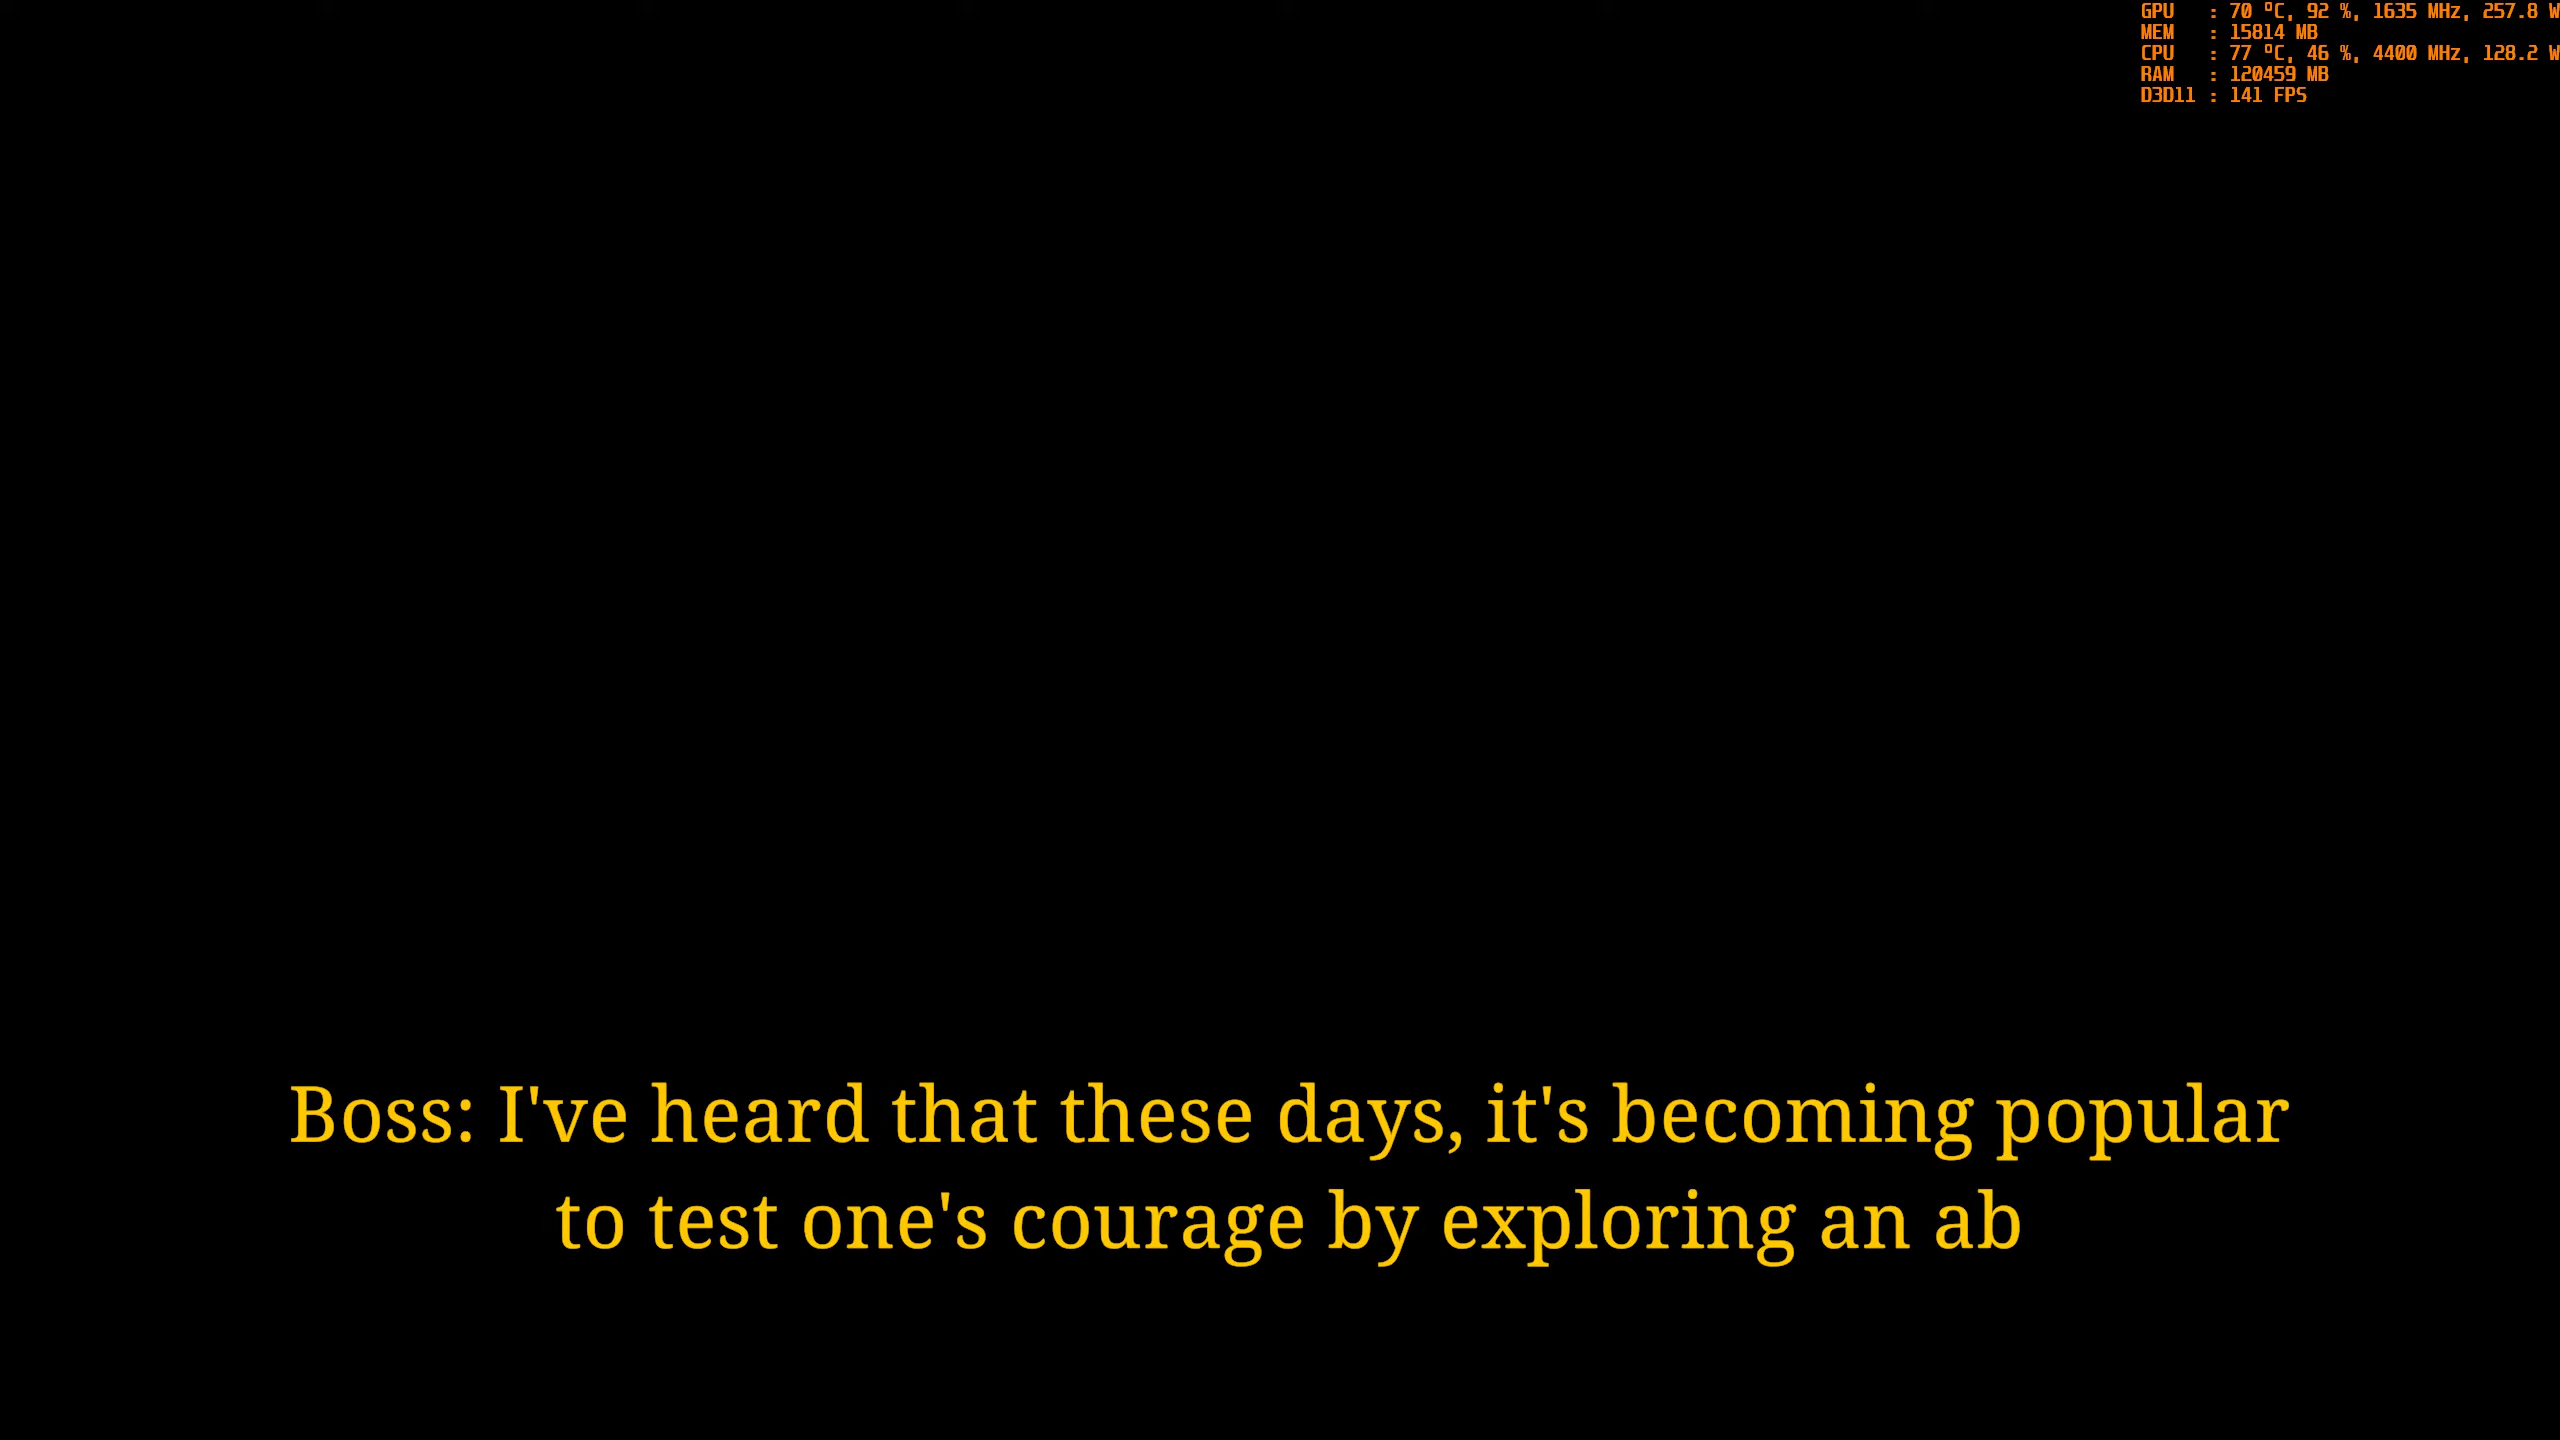 GPU : 70 °C, 92 %, 1635 MHz, 257.8 W
MEM : 15814 MB
CPU : 77 °C, 46 %, 4400 MHz, 128.2 W
RAM : 120459 MB
D3D11 : 141 FPS
Boss: I've heard that these days, it's becoming popular
to test one's courage by exploring an ab